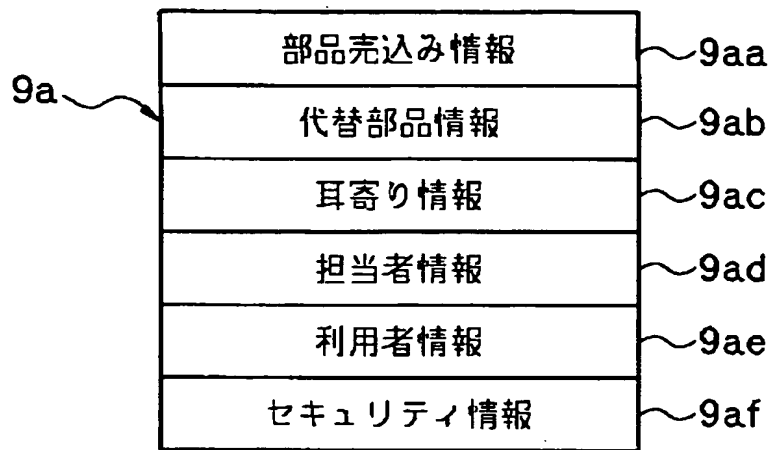 部品売込み情報 9aa
9a
代替部品情報 9ab
耳寄り情報 9ac
担当者情報 9ad
利用者情報 9ae
セキュリティ情報 9af